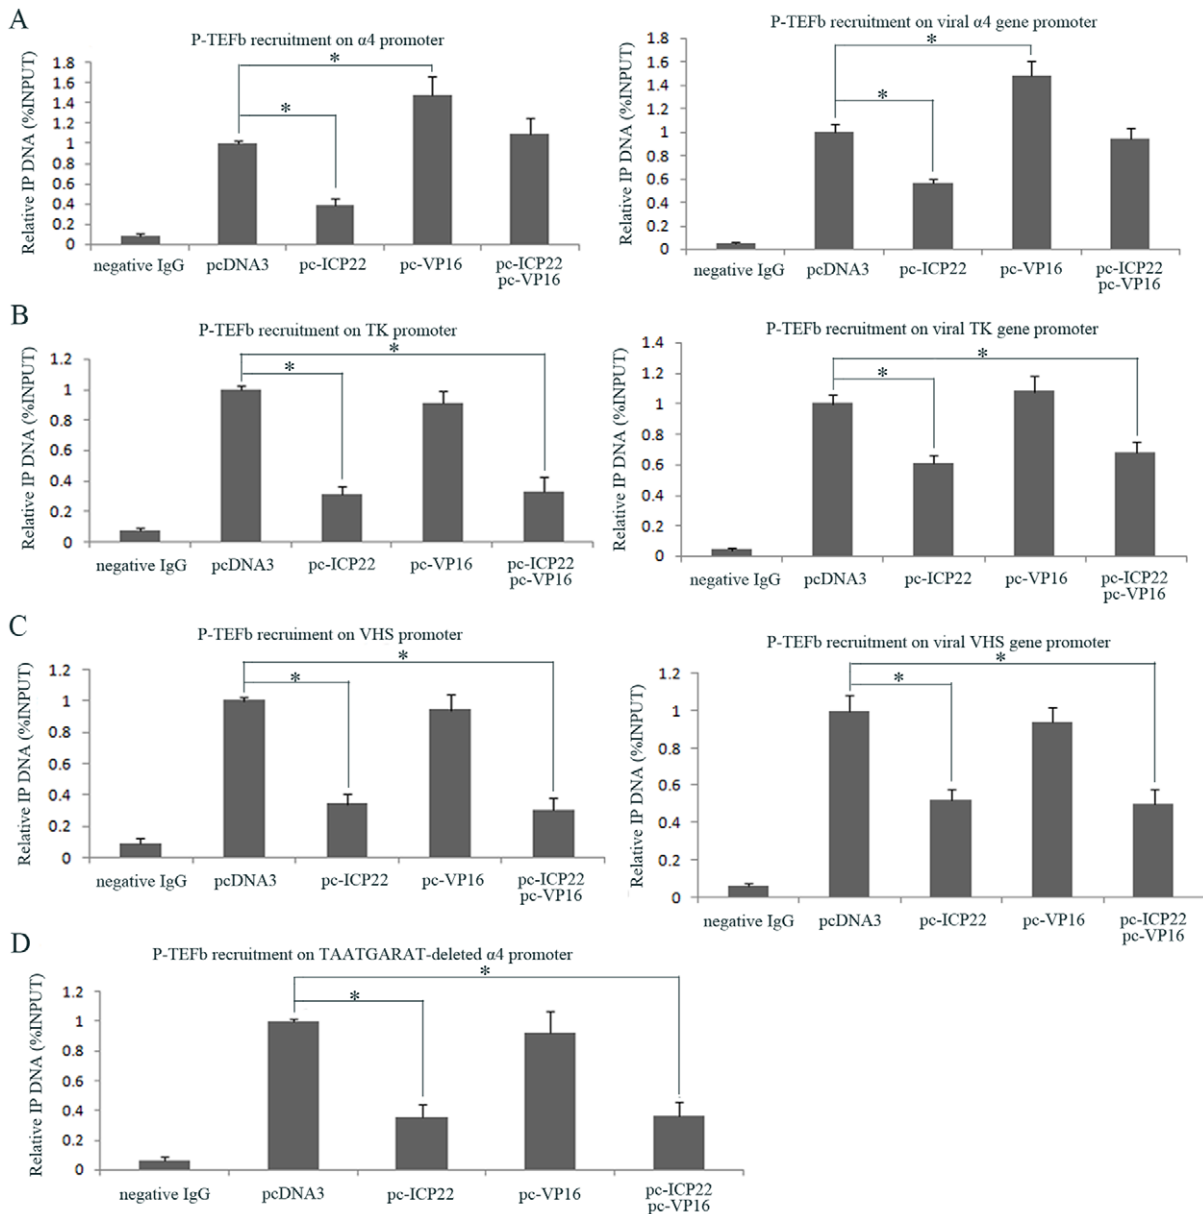 A
P-TEFb recruitment on α4 promoter
Relative IP DNA (%INPUT)
1.8
1.6
1.4
1.2
1
0.8
0.6
0.4
0.2
0
*
*
negative IgG pcDNA3 pc-ICP22 pc-VP16 pc-ICP22
pc-VP16
P-TEFb recruitment on viral α4 gene promoter
Relative IP DNA (%INPUT)
1.8
1.6
1.4
1.2
1
0.8
0.6
0.4
0.2
0
*
*
negative IgG pcDNA3 pc-ICP22 pc-VP16 pc-ICP22
pc-VP16
B
P-TEFb recruitment on TK promoter
Relative IP DNA (%INPUT)
1.2
1
0.8
0.6
0.4
0.2
0
*
*
negative IgG pcDNA3 pc-ICP22 pc-VP16 pc-ICP22
pc-VP16
P-TEFb recruitment on viral TK gene promoter
Relative IP DNA (%INPUT)
1.4
1.2
1
0.8
0.6
0.4
0.2
0
*
*
negative IgG pcDNA3 pc-ICP22 pc-VP16 pc-ICP22
pc-VP16
C
P-TEFb recruiment on VHS promoter
Relative IP DNA (%INPUT)
1.2
1
0.8
0.6
0.4
0.2
0
*
*
negative IgG pcDNA3 pc-ICP22 pc-VP16 pc-ICP22
pc-VP16
P-TEFb recruitment on viral VHS gene promoter
Relative IP DNA (%INPUT)
1.2
1
0.8
0.6
0.4
0.2
0
*
*
negative IgG pcDNA3 pc-ICP22 pc-VP16 pc-ICP22
pc-VP16
D
P-TEFb recruitment on TAATGARAT-deleted α4 promoter
Relative IP DNA (%INPUT)
1.2
1
0.8
0.6
0.4
0.2
0
*
*
negative IgG pcDNA3 pc-ICP22 pc-VP16 pc-ICP22
pc-VP16